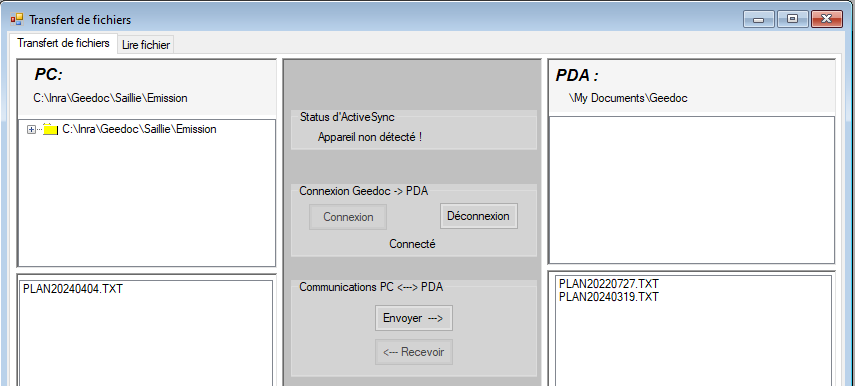 Transfert de fichiers
Transfert de fichiers
Lire fichier
PC:
C:\Inra\Geedoc\Saillie\Emission
C:\Inra\Geedoc\Saillie\Emission
PLAN20240404.TXT
Status d'ActiveSync
Appareil non détecté !
Connexion Geedoc -> PDA
Connexion
Déconnexion
Connecté
Communications PC <---> PDA
Envoyer --->
<--- Recevoir
PDA :
\My Documents\Geedoc
PLAN20220727.TXT
PLAN20240319.TXT